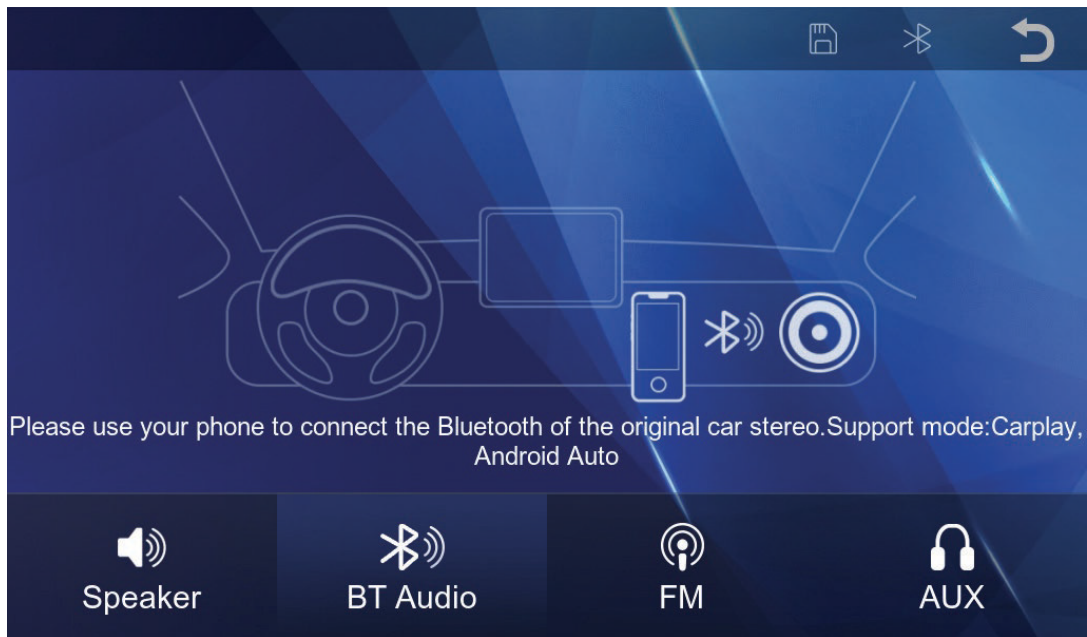 Please use your phone to connect the Bluetooth of the original car stereo.Support mode:Carplay,
Android Auto
Speaker
BT Audio
FM
AUX